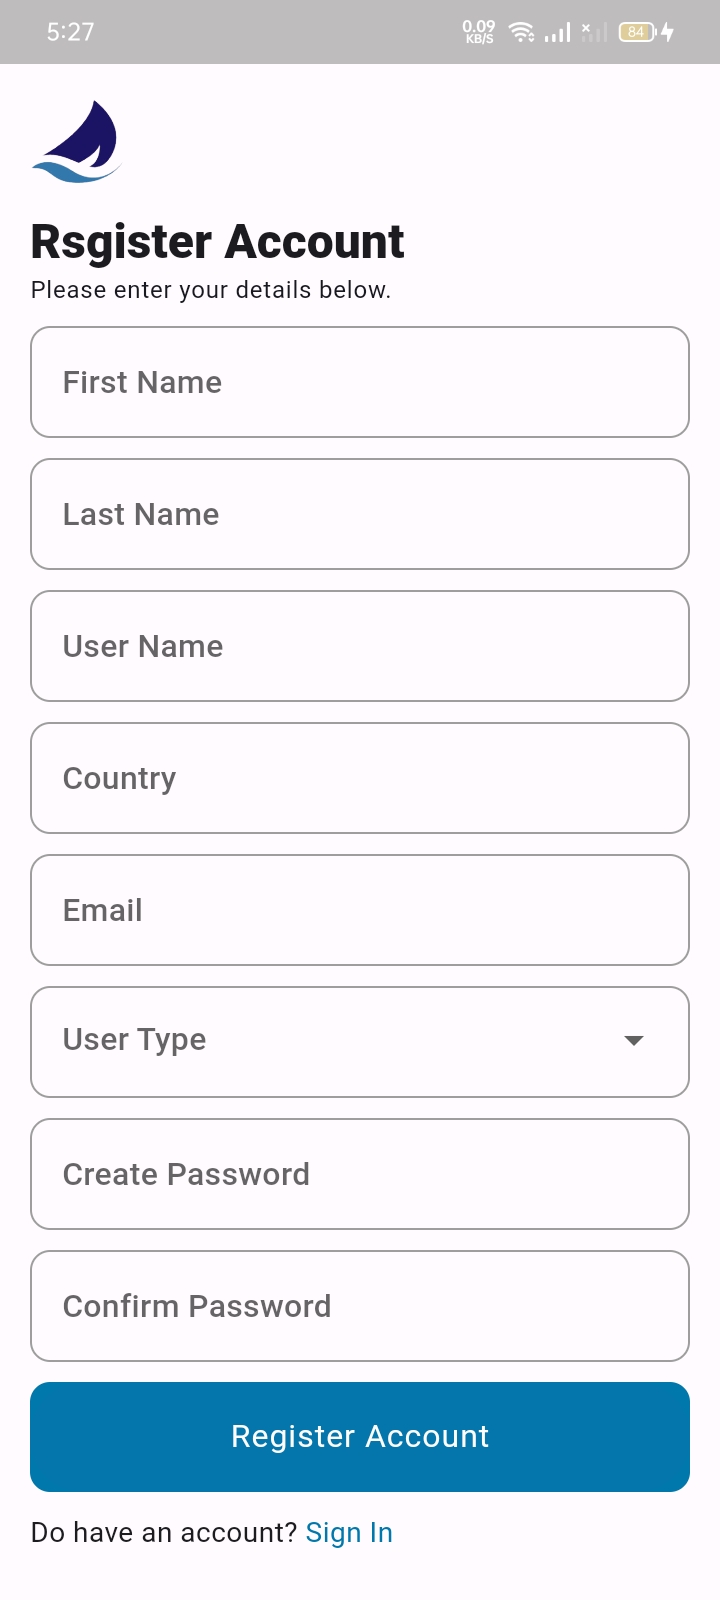 5:27
0.09
KB/S
84
Rsgister Account
Please enter your details below.
First Name
Last Name
User Name
Country
Email
User Type
Create Password
Confirm Password
Register Account
Do have an account? Sign In